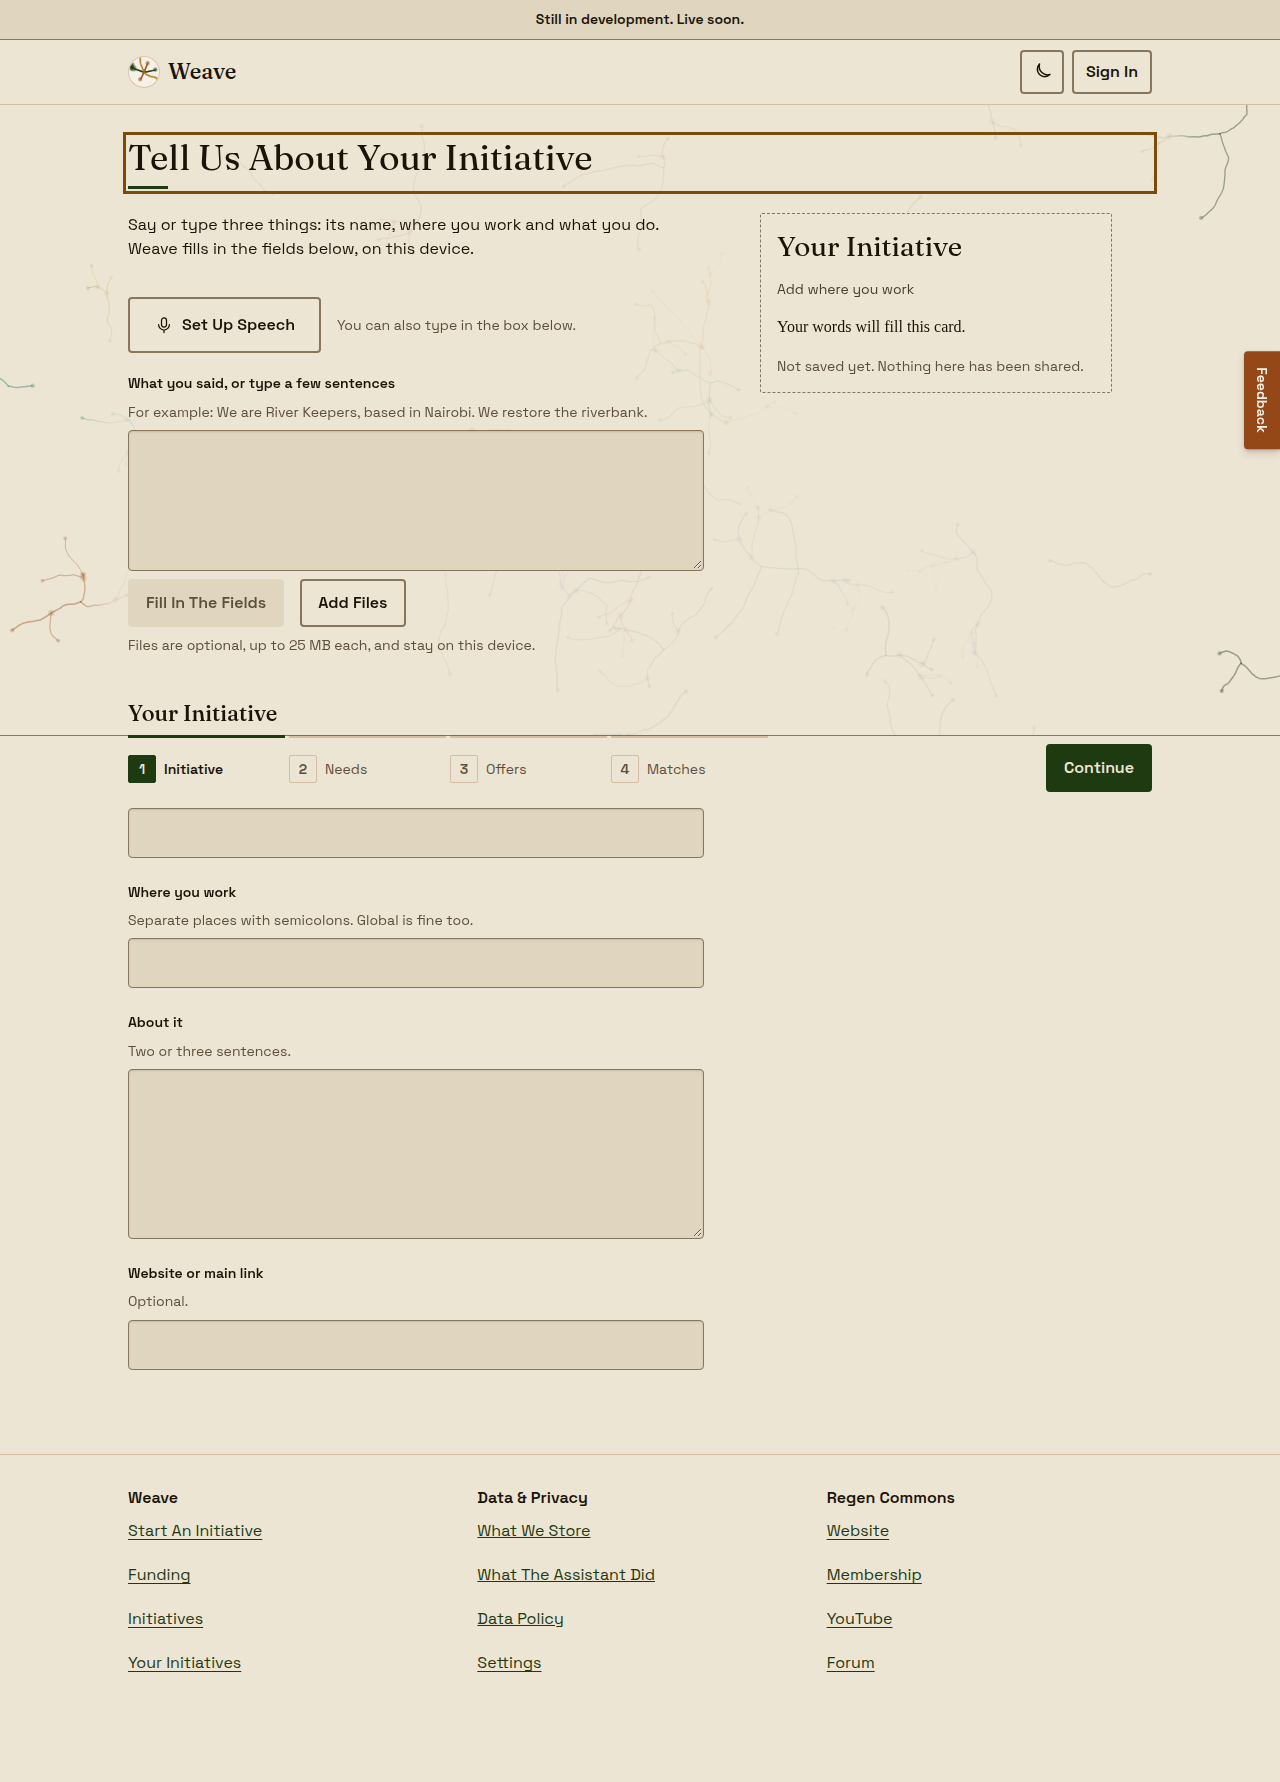 Still in development. Live soon.
Weave
Sign In
Tell Us About Your Initiative
Say or type three things: its name, where you work and what you do.
Weave fills in the fields below, on this device.
Set Up Speech
You can also type in the box below.
What you said, or type a few sentences
For example: We are River Keepers, based in Nairobi. We restore the riverbank.
Fill In The Fields
Add Files
Files are optional, up to 25 MB each, and stay on this device.
Your Initiative
Add where you work
Your words will fill this card.
Not saved yet. Nothing here has been shared.
Feedback
Your Initiative
1 Initiative
2 Needs
3 Offers
4 Matches
Continue
Where you work
Separate places with semicolons. Global is fine too.
About it
Two or three sentences.
Website or main link
Optional.
Weave
Start An Initiative
Funding
Initiatives
Your Initiatives
Data & Privacy
What We Store
What The Assistant Did
Data Policy
Settings
Regen Commons
Website
Membership
YouTube
Forum